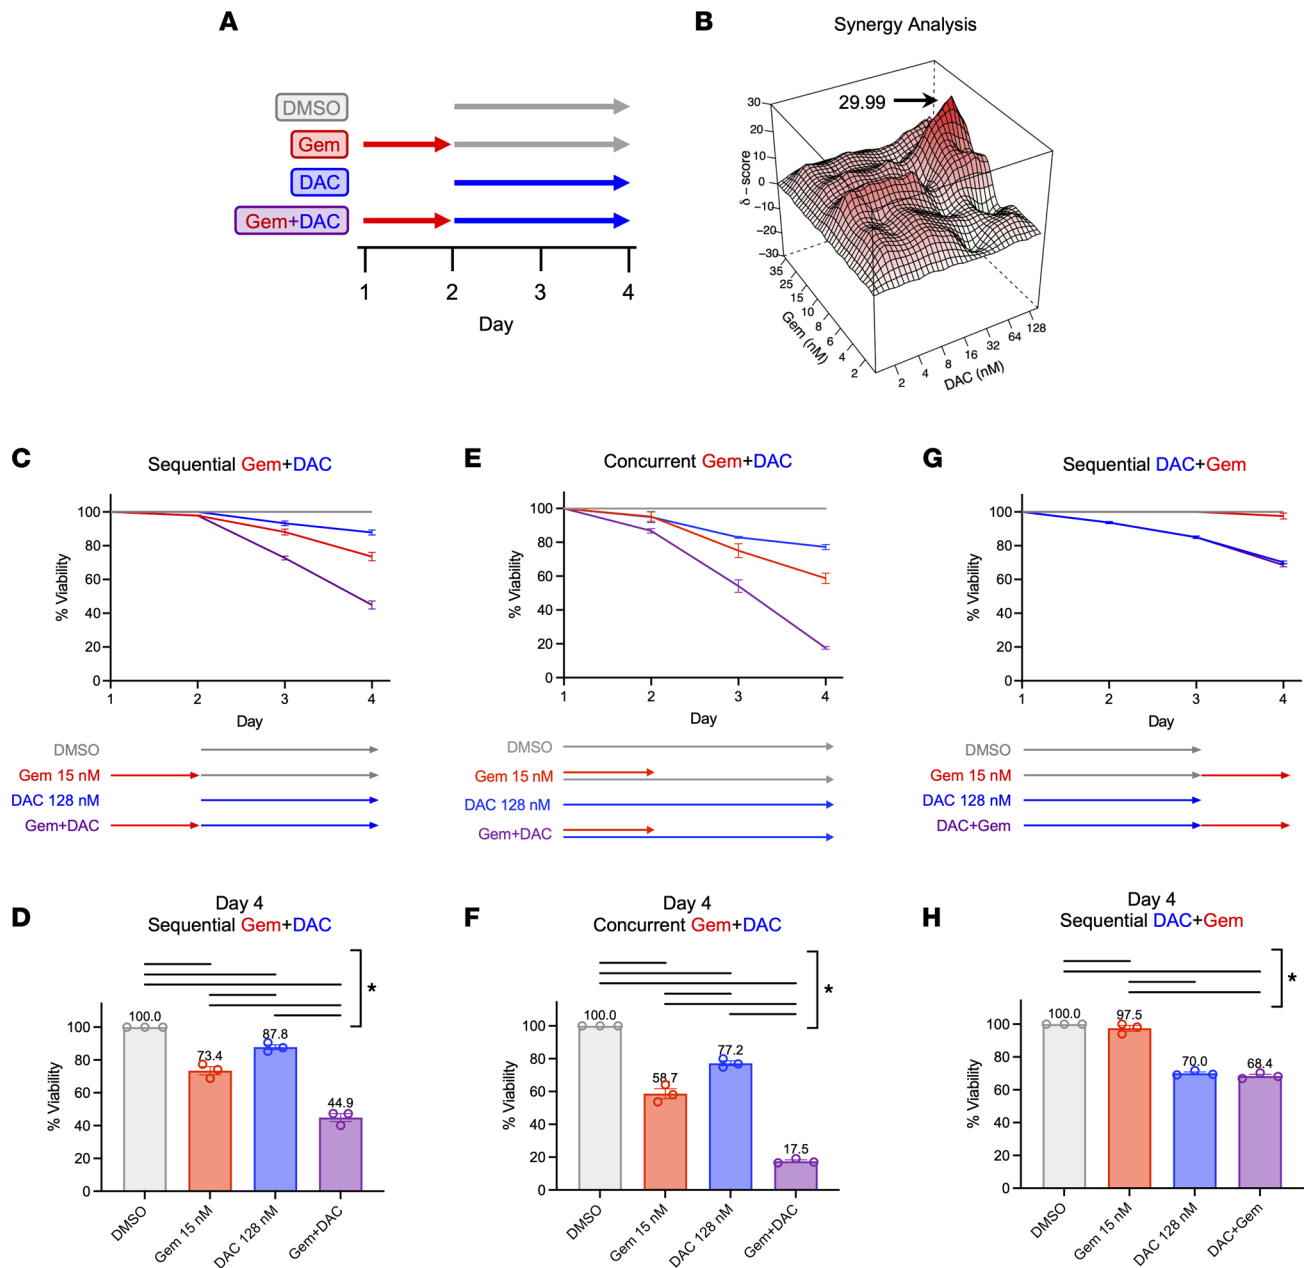 A
DMSO
Gem
DAC
Gem+DAC
1 2 3 4
Day
B
Synergy Analysis
29.99
30
20
10
0
−10
−20
−30
δ – score
35
25
15
10
8
6
4
2
Gem (nM)
2 4 8 16 32 64 128
DAC (nM)
C
Sequential Gem+DAC
100
80
60
40
20
0
% Viability
1 2 3 4
Day
DMSO
Gem 15 nM
DAC 128 nM
Gem+DAC
E
Concurrent Gem+DAC
100
80
60
40
20
0
% Viability
1 2 3 4
Day
DMSO
Gem 15 nM
DAC 128 nM
Gem+DAC
G
Sequential DAC+Gem
100
80
60
40
20
0
% Viability
1 2 3 4
Day
DMSO
Gem 15 nM
DAC 128 nM
DAC+Gem
D
Day 4
Sequential Gem+DAC
*
100.0 73.4 87.8 44.9
100
80
60
40
20
0
% Viability
DMSO
Gem 15 nM
DAC 128 nM
Gem+DAC
F
Day 4
Concurrent Gem+DAC
*
100.0 58.7 77.2 17.5
100
80
60
40
20
0
% Viability
DMSO
Gem 15 nM
DAC 128 nM
Gem+DAC
H
Day 4
Sequential DAC+Gem
*
100.0 97.5 70.0 68.4
100
80
60
40
20
0
% Viability
DMSO
Gem 15 nM
DAC 128 nM
DAC+Gem